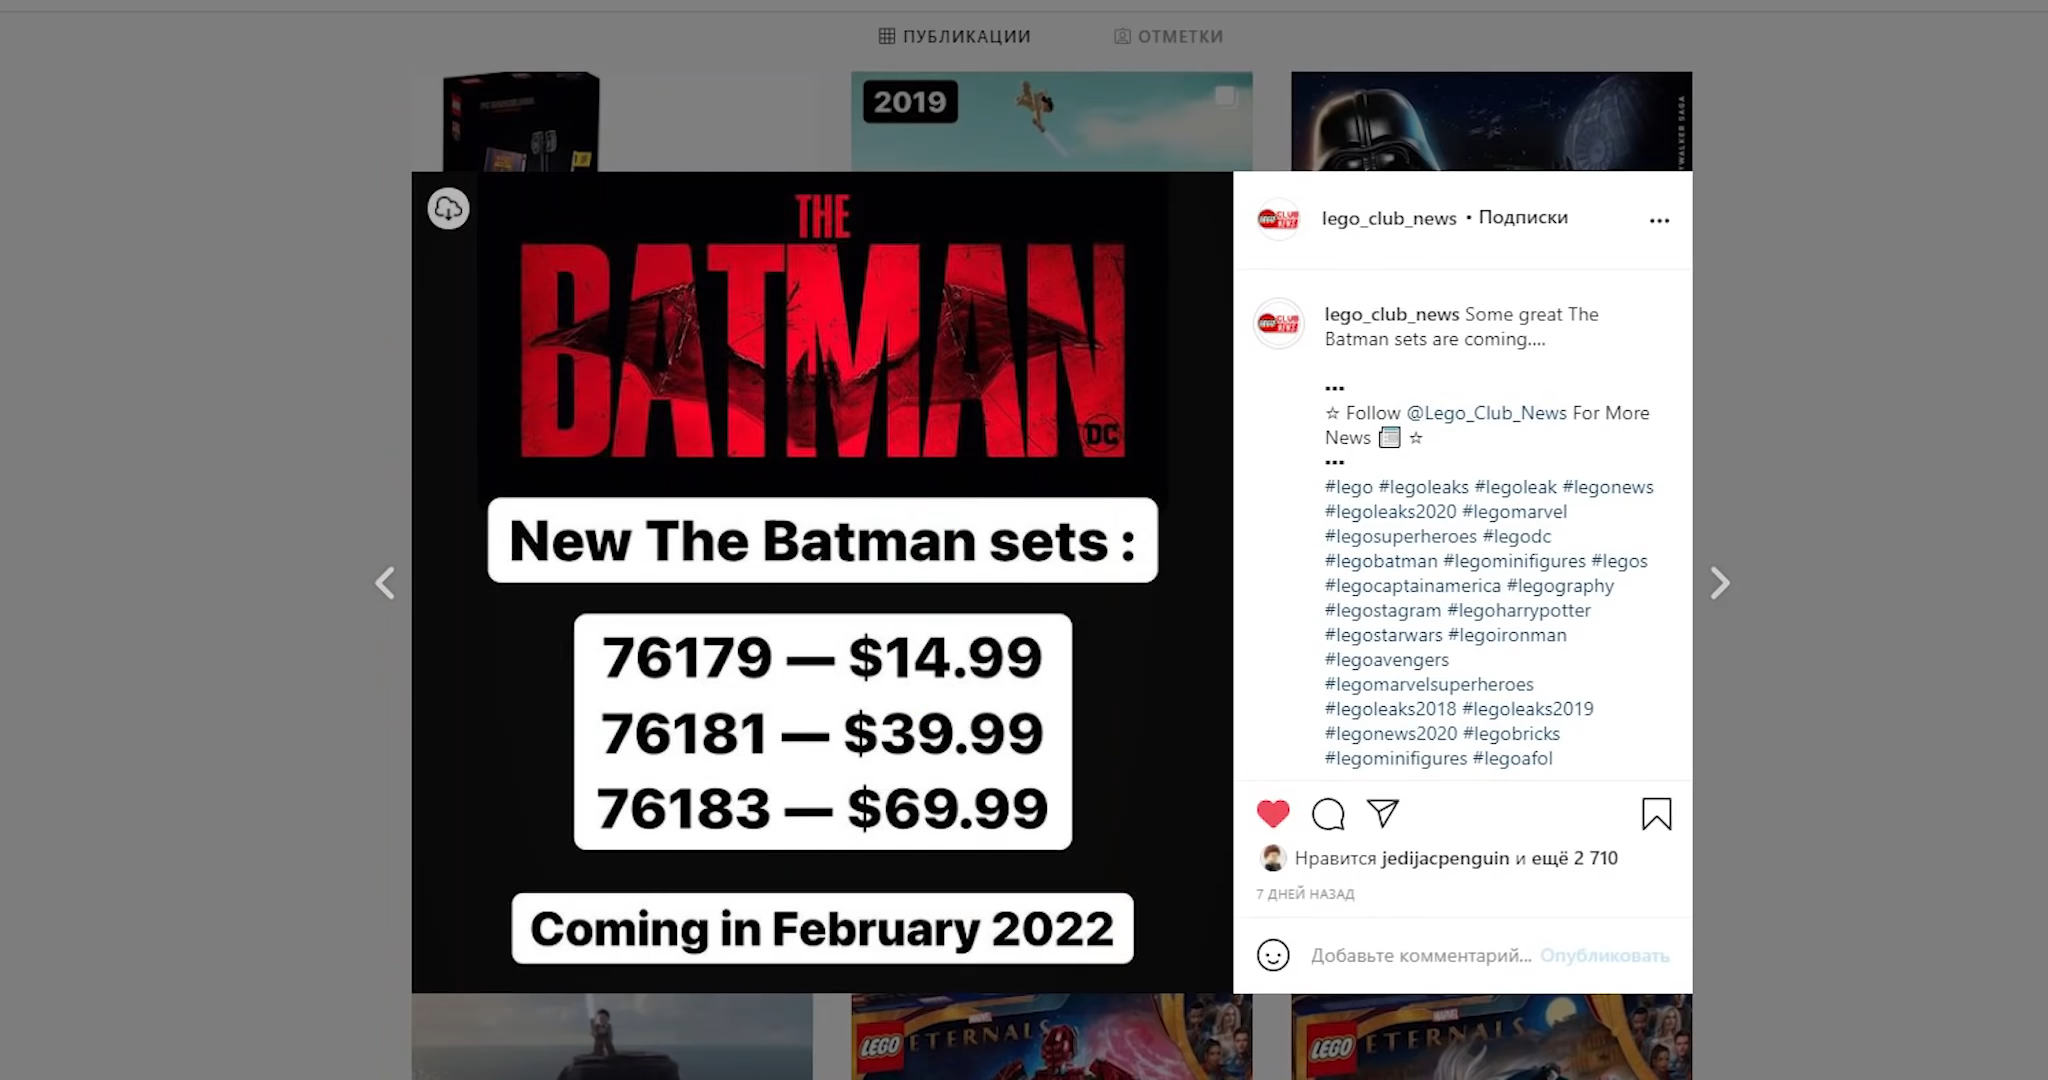 ПУБЛИКАЦИИ
ОТМЕТКИ
2019
THE
BATMAN
DC
New The Batman sets :
76179 — $14.99
76181 — $39.99
76183 — $69.99
Coming in February 2022
lego_club_news • Подписки
lego_club_news Some great The
Batman sets are coming....
...
☆ Follow @Lego_Club_News For More
News 📰 ☆
...
#lego #legoleaks #legoleak #legonews
#legoleaks2020 #legomarvel
#legosuperheroes #legodc
#legobatman #legominifigures #legos
#legocaptainamerica #legography
#legostagram #legoharrypotter
#legostarwars #legoironman
#legoavengers
#legomarvelsuperheroes
#legoleaks2018 #legoleaks2019
#legonews2020 #legobricks
#legominifigures #legoafol
Нравится jedijacpenguin и ещё 2 710
7 ДНЕЙ НАЗАД
Добавьте комментарий... Опубликовать
LEGO
MARVEL
ETERNALS
LEGO
MARVEL
ETERNALS